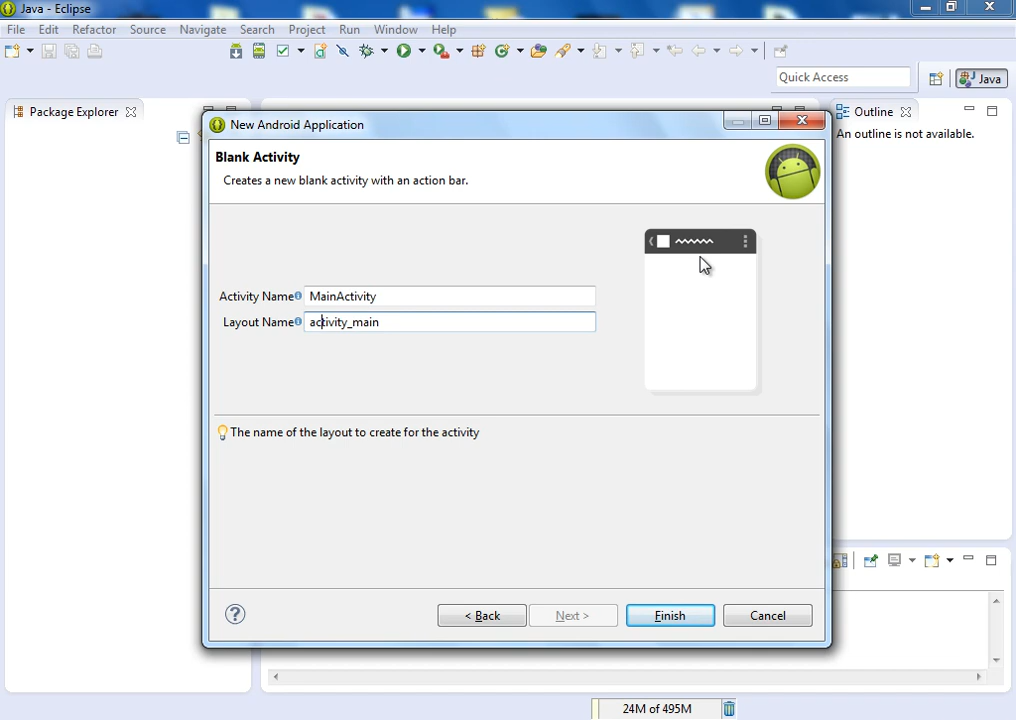 Java - Eclipse
File Edit Refactor Source Navigate Search Project Run Window Help
Quick Access
Java
Package Explorer
Outline
An outline is not available.
New Android Application
Blank Activity
Creates a new blank activity with an action bar.
Activity Name MainActivity
Layout Name activity_main
The name of the layout to create for the activity
< Back
Next >
Finish
Cancel
24M of 495M